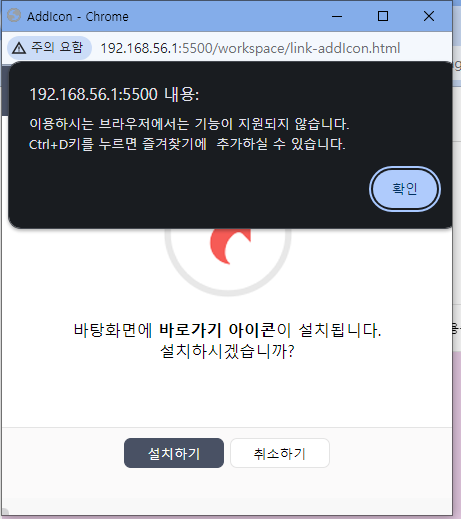 AddIcon - Chrome
주의 요함 192.168.56.1:5500/workspace/link-addIcon.html
192.168.56.1:5500 내용:
이용하시는 브라우저에서는 기능이 지원되지 않습니다.
Ctrl+D키를 누르면 즐겨찾기에  추가하실 수 있습니다.
확인
바탕화면에 바로가기 아이콘이 설치됩니다.
설치하시겠습니까?
설치하기 취소하기